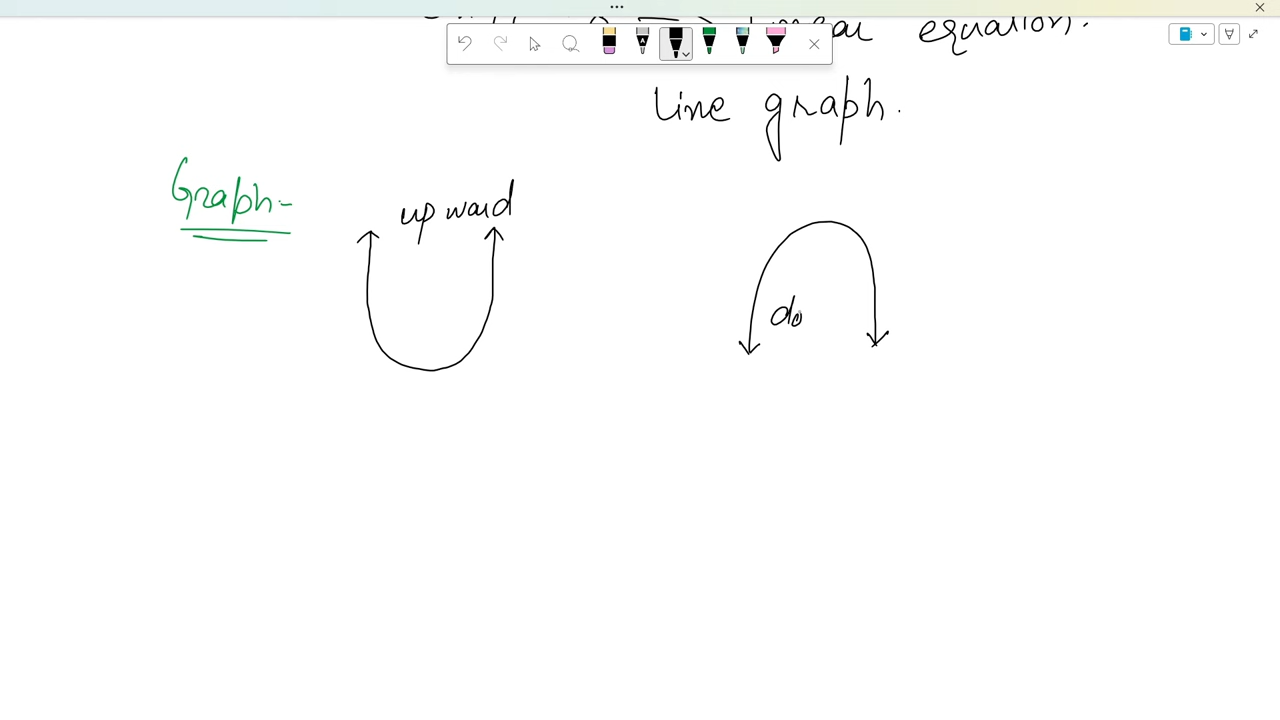 equation.
Line graph.
Graph-
upward
do